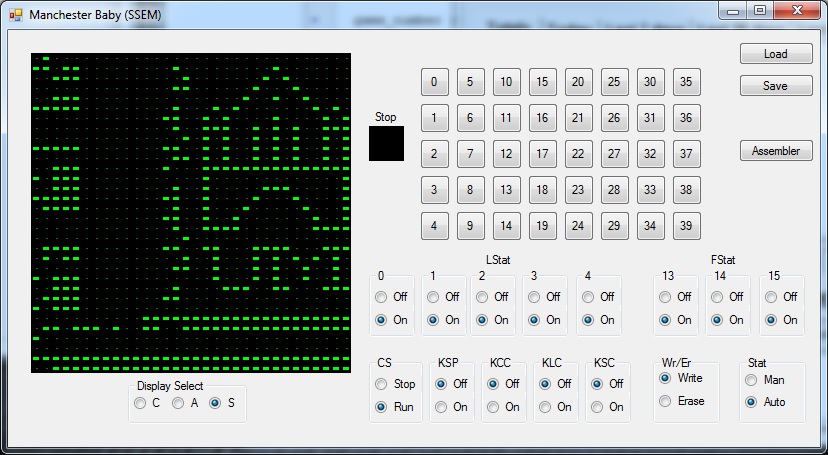 Manchester Baby (SSEM)
Load
Save
Assembler
Stop
0 5 10 15 20 25 30 35
1 6 11 16 21 26 31 36
2 7 12 17 22 27 32 37
3 8 13 18 23 28 33 38
4 9 14 19 24 29 34 39
LStat FStat
0 1 2 3 4 13 14 15
Off Off Off Off Off Off Off Off
On On On On On On On On
CS KSP KCC KLC KSC Wr/Er Stat
Stop Off Off Off Off Write Man
Run On On On On Erase Auto
Display Select
C A S